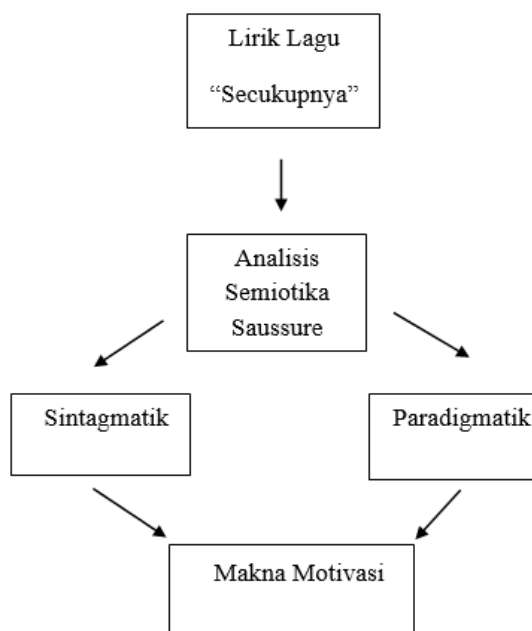 Lirik Lagu
“Secukupnya”
Analisis
Semiotika
Saussure
Sintagmatik
Paradigmatik
Makna Motivasi